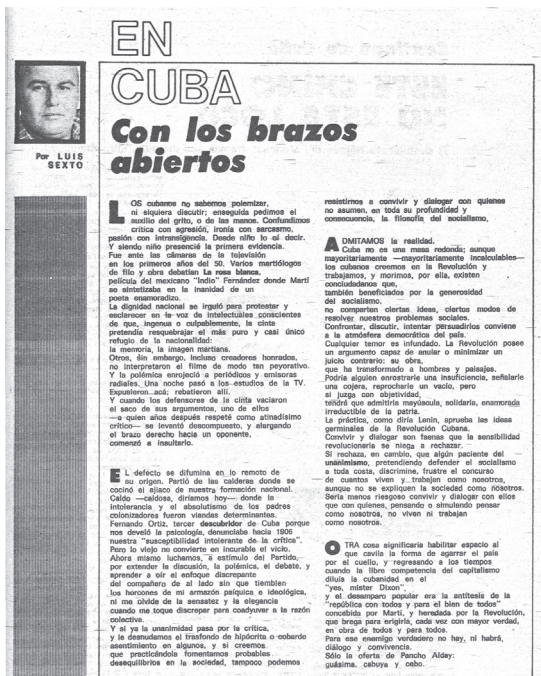 EN
CUBA
Con los brazos
abiertos
Por LUIS
SEXTO
LOS cubanos no sabemos polemizar,
ni siquiera discutir; enseguida pedimos el
auxilio del grito, o de las manos. Confundimos
crítica con agresión, ironía con sarcasmo,
pasión con intransigencia. Desde niño lo oí decir.
Y siendo niño presencié la primera evidencia.
Fue ante las cámaras de la televisión
en los primeros años del 50. Varios martiólogos
de filo y obra debatían La rosa blanca,
película del mexicano "Indio" Fernández donde Martí
se sintetizaba en la inanidad de un
poeta enamoradizo.
La dignidad nacional se irguió para protestar y
esclarecer en la voz de intelectuales conscientes
de que, ingenua o culpablemente, la cinta
pretendía resquebrajar el más puro y casi único
refugio de la nacionalidad:
la memoria, la imagen martiana.
Otros, sin embargo, incluso creadores honrados,
no interpretaron el filme de modo tan peyorativo.
Y la polémica enrojeció a periódicos y emisoras
radiales. Una noche pasó a los estudios de la TV.
Expusieron acá; rebatieron allí.
Y cuando los defensores de la cinta vaciaron
el saco de sus argumentos, uno de ellos
—a quien años después respeté como atinadísimo
crítico— se levantó descompuesto, y alargando
el brazo derecho hacia un oponente,
comenzó a insultarlo.
EL defecto se difumina en lo remoto de
su origen. Partió de las calderas donde se
cocinó el ajiaco de nuestra formación nacional.
Caldo —caldosa, diríamos hoy— donde la
intolerancia y el absolutismo de los padres
colonizadores fueron viandas determinantes.
Fernando Ortiz, tercer descubridor de Cuba porque
nos develó la psicología, denunciaba hacia 1906
nuestra "susceptibilidad intolerante de la crítica".
Pero lo viejo no convierte en incurable el vicio.
Ahora mismo luchamos, a estímulo del Partido,
por extender la discusión, la polémica, el debate, y
aprender a oír el enfoque discrepante
del compañero de al lado sin que tiemblen
los horcones de mi armazón psíquica e ideológica,
ni me olvide de la sensatez y la elegancia
cuando me toque discrepar para coadyuvar a la razón
colectiva.
Y si ya la unanimidad pasa por la crítica,
y le desnudamos el trasfondo de hipócrita o cobarde
asentimiento en algunos, y si creemos
que practicándola fomentamos probables
desequilibrios en la sociedad, tampoco podemos
resistirnos a convivir y dialogar con quienes
no asumen, en toda su profundidad y
consecuencia, la filosofía del socialismo.
ADMITAMOS la realidad.
Cuba no es una masa redonda; aunque
mayoritariamente —mayoritariamente incalculables—
los cubanos creemos en la Revolución y
trabajamos, y morimos, por ella, existen
conciudadanos que,
también beneficiados por la generosidad
del socialismo,
no comparten ciertas ideas, ciertos modos de
resolver nuestros problemas sociales.
Confrontar, discutir, intentar persuadirlos conviene
a la atmósfera democrática del país.
Cualquier temor es infundado. La Revolución posee
un argumento capaz de anular o minimizar un
juicio contrario: su obra,
que ha transformado a hombres y paisajes.
Podría alguien enrostrarle una insuficiencia, señalarle
una cojera, reprocharle un vacío, pero
si juzga con objetividad,
tendrá que admitirla mayúscula, solidaria, enamorada
irreductible de la patria.
La práctica, como diría Lenin, aprueba las ideas
germinales de la Revolución Cubana.
Convivir y dialogar son faenas que la sensibilidad
revolucionaria se niega a rechazar.
Si rechaza, en cambio, que algún paciente del
unanimismo, pretendiendo defender el socialismo
a toda costa, discrimine, frustre el concurso
de cuantos viven y trabajan como nosotros,
aunque no se expliquen la sociedad como nosotros.
Sería menos riesgoso convivir y dialogar con ellos
que con quienes, pensando o simulando pensar
como nosotros, no viven ni trabajan
como nosotros.
OTRA cosa significaría habilitar espacio al
que cavila la forma de agarrar el país
por el cuello, y regresando a los tiempos
cuando la libre competencia del capitalismo
diluía la cubanidad en el
"yes, mister Dixon",
y el desamparo popular era la antítesis de la
"república con todos y para el bien de todos"
concebida por Martí, y heredada por la Revolución,
que brega para erigirla, cada vez con mayor verdad,
en obra de todos y para todos.
Para ese enemigo verdadero no hay, ni habrá,
diálogo y convivencia.
Sólo la oferta de Pancho Alday:
guásima, cabuya y cebo.